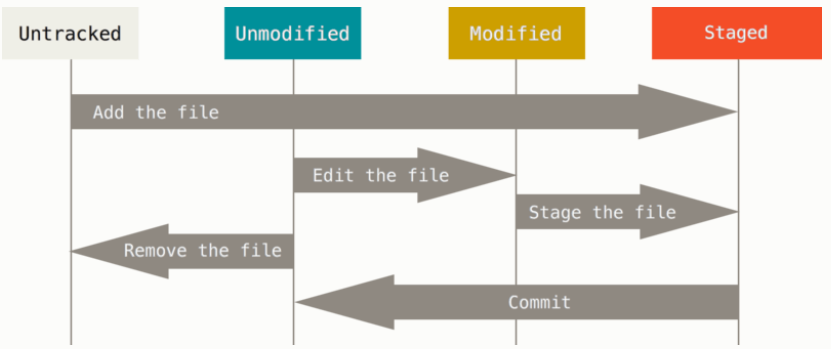 Untracked
Unmodified
Modified
Staged
Add the file
Edit the file
Stage the file
Remove the file
Commit